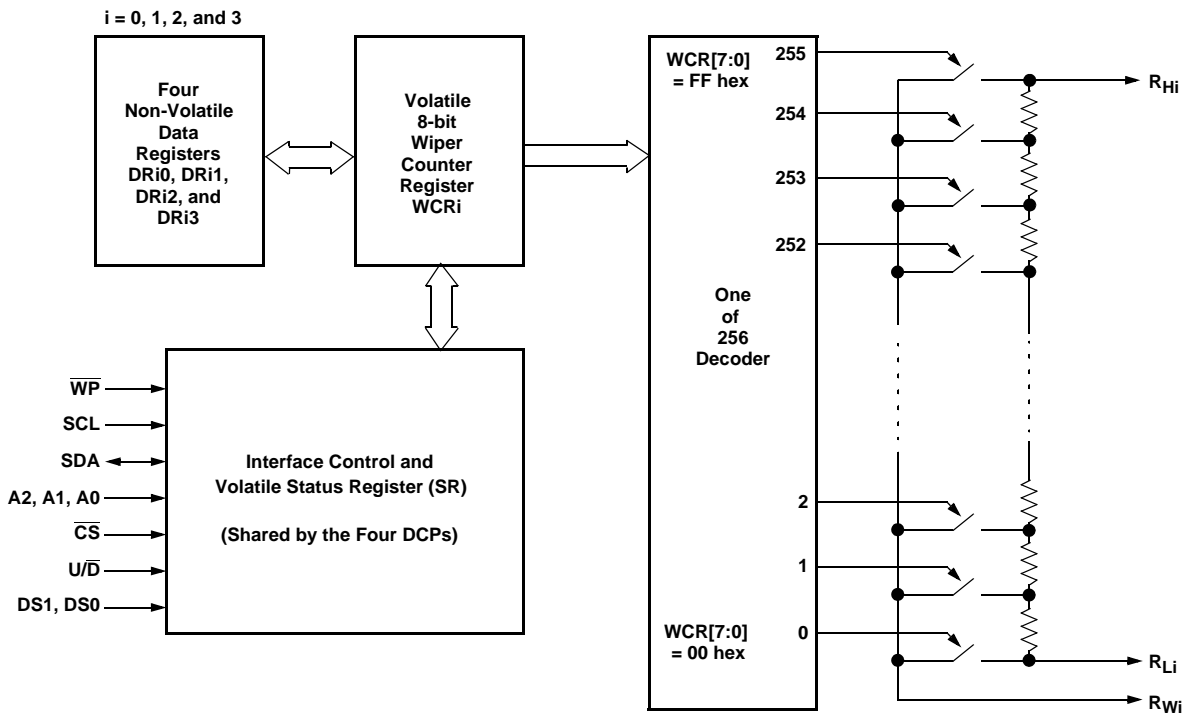 i = 0, 1, 2, and 3
Four
Non-Volatile
Data
Registers
DRi0, DRi1,
DRi2, and
DRi3
Volatile
8-bit
Wiper
Counter
Register
WCRi
WCR[7:0]
= FF hex
255
254
253
252
One
of
256
Decoder
2
1
0
WCR[7:0]
= 00 hex
RHi
RLi
RWi
W̅P̅
SCL
SDA
A2, A1, A0
C̅S̅
U/D̅
DS1, DS0
Interface Control and
Volatile Status Register (SR)
(Shared by the Four DCPs)